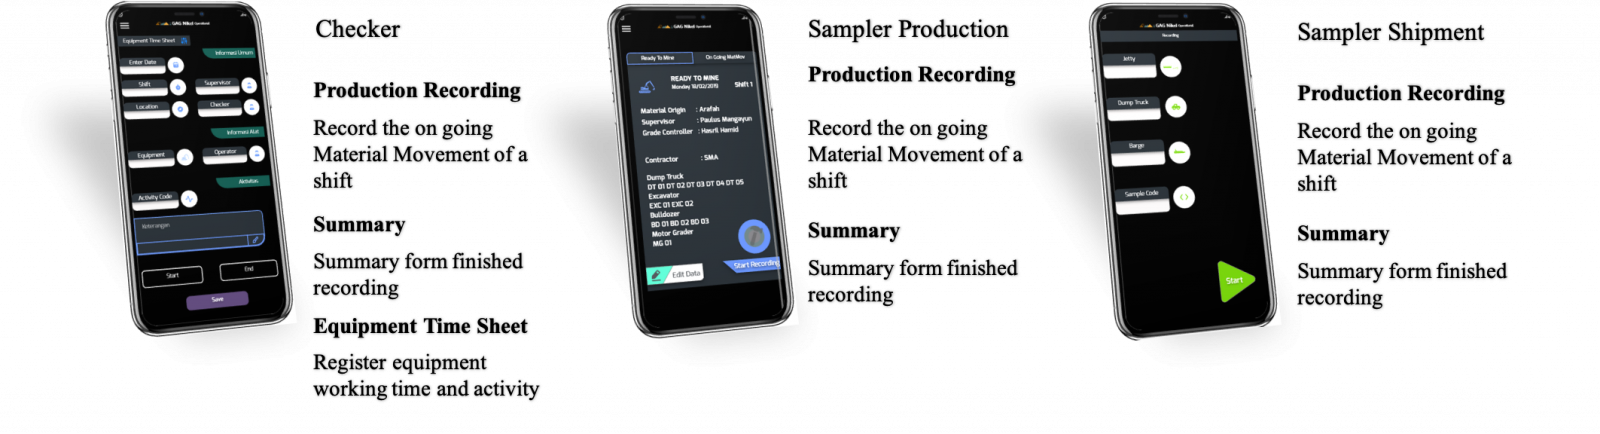 GAG Nikel Operational
Equipment Time Sheet
Informasi Umum
Enter Date
Shift
Supervisor
Location
Checker
Informasi Alat
Equipment
Operator
Aktivitas
Activity Code
Keterangan
Start
End
Save
Checker
Production Recording
Record the on going
Material Movement of a
shift
Summary
Summary form finished
recording
Equipment Time Sheet
Register equipment
working time and activity
GAG Nikel Operational
Ready To Mine
On Going MatMov
READY TO MINE
Monday 18/02/2019
Shift 1
Material Origin : Arafah
Supervisor : Paulus Mangayun
Grade Controller : Hasril Hamid
Contractor : SMA
Dump Truck
DT 01 DT 02 DT 03 DT 04 DT 05
Excavator
EXC 01 EXC 02
Bulldozer
BD 01 BD 02 BD 03
Motor Grader
MG 01
Edit Data
Start Recording
Sampler Production
Production Recording
Record the on going
Material Movement of a
shift
Summary
Summary form finished
recording
GAG Nikel Operational
Recording
Jetty
Dump Truck
Barge
Sample Code
Start
Sampler Shipment
Production Recording
Record the on going
Material Movement of a
shift
Summary
Summary form finished
recording